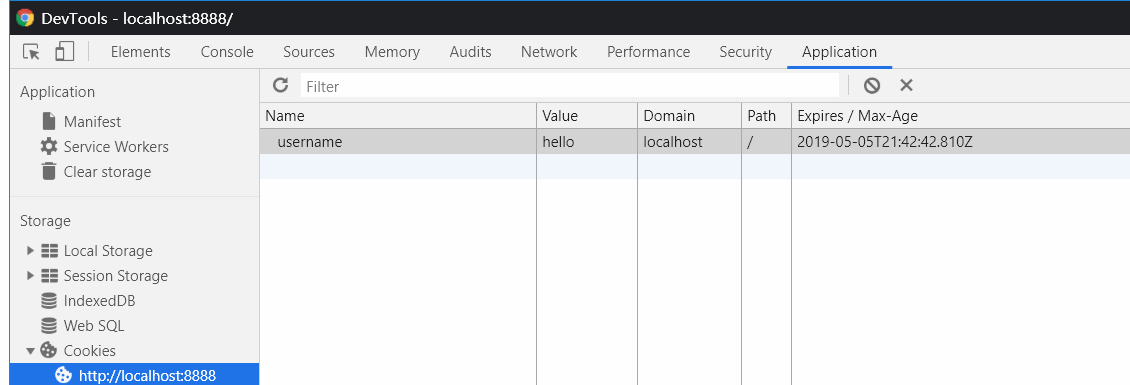 DevTools - localhost:8888/
Elements Console Sources Memory Audits Network Performance Security Application
Application
Manifest
Service Workers
Clear storage
Storage
Local Storage
Session Storage
IndexedDB
Web SQL
Cookies
http://localhost:8888
Filter
Name Value Domain Path Expires / Max-Age
username hello localhost / 2019-05-05T21:42:42.810Z